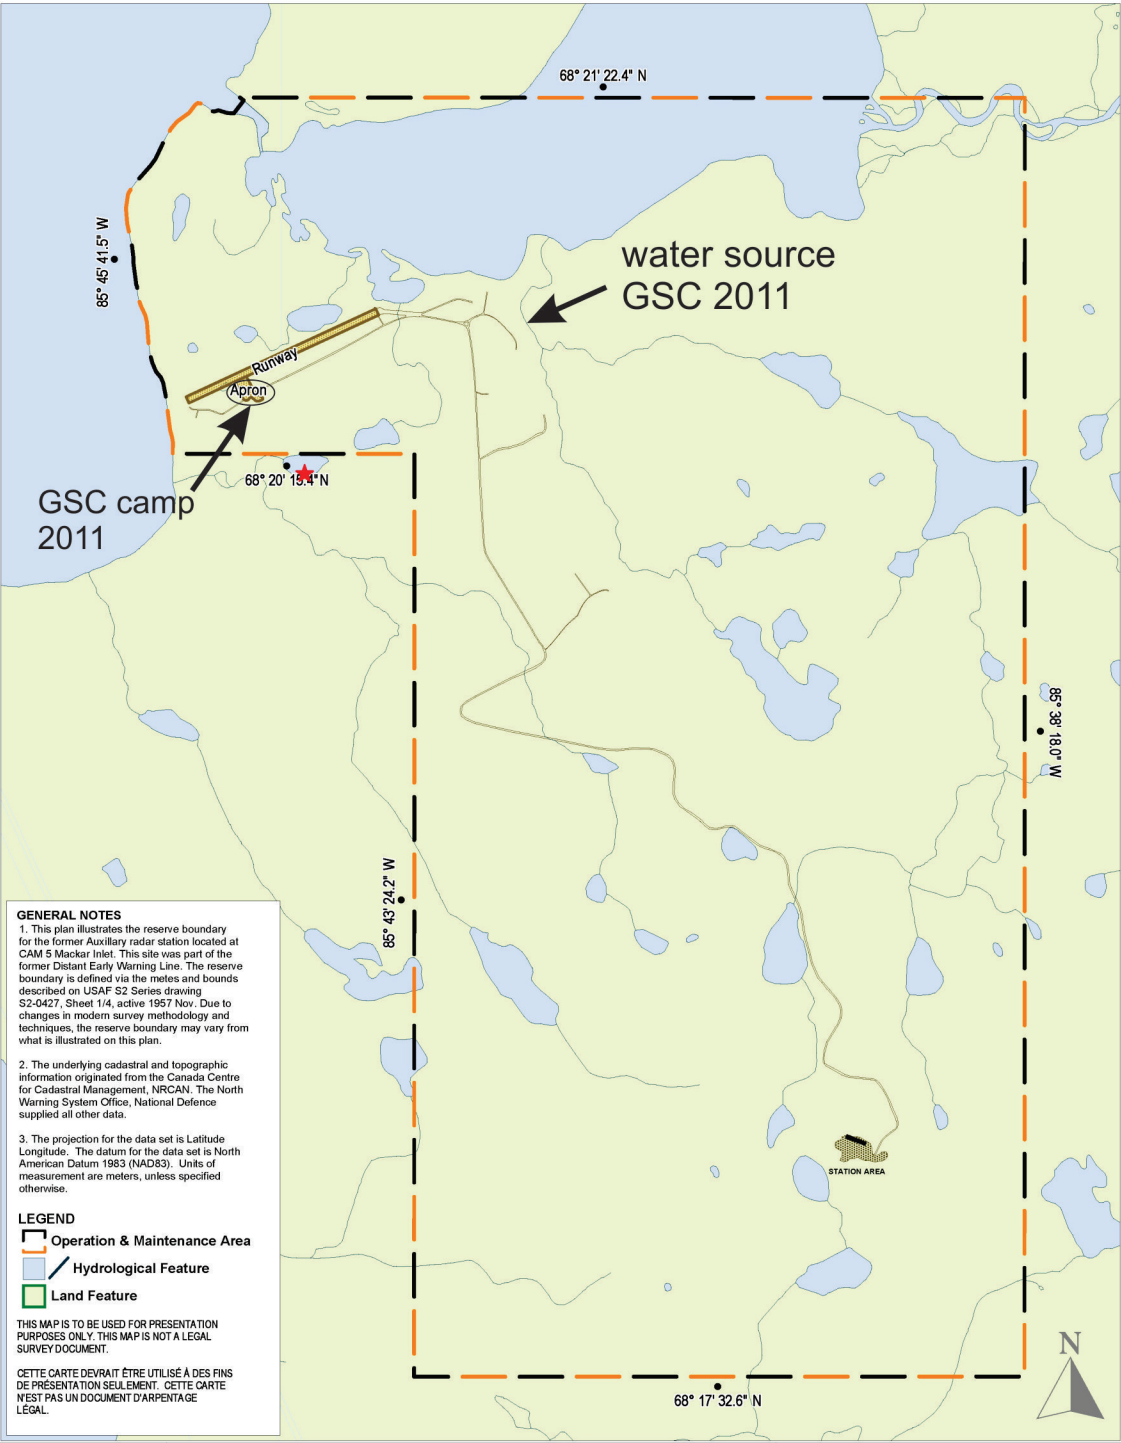 68° 21' 22.4" N
85° 45' 41.5" W
water source
GSC 2011
Runway
Apron
68° 20' 15.4" N
GSC camp
2011
85° 38' 18.0" W
85° 43' 24.2" W
GENERAL NOTES
1. This plan illustrates the reserve boundary
for the former Auxillary radar station located at
CAM 5 Mackar Inlet. This site was part of the
former Distant Early Warning Line. The reserve
boundary is defined via the metes and bounds
described on USAF S2 Series drawing
S2-0427, Sheet 1/4, active 1957 Nov. Due to
changes in modern survey methodology and
techniques, the reserve boundary may vary from
what is illustrated on this plan.
2. The underlying cadastral and topographic
information originated from the Canada Centre
for Cadastral Management, NRCAN. The North
Warning System Office, National Defence
supplied all other data.
3. The projection for the data set is Latitude
Longitude. The datum for the data set is North
American Datum 1983 (NAD83). Units of
measurement are meters, unless specified
otherwise.
STATION AREA
LEGEND
Operation & Maintenance Area
Hydrological Feature
Land Feature
THIS MAP IS TO BE USED FOR PRESENTATION
PURPOSES ONLY. THIS MAP IS NOT A LEGAL
SURVEY DOCUMENT.
CETTE CARTE DEVRAIT ÊTRE UTILISÉ À DES FINS
DE PRÉSENTATION SEULEMENT. CETTE CARTE
N'EST PAS UN DOCUMENT D'ARPENTAGE
LÉGAL.
68° 17' 32.6" N
N